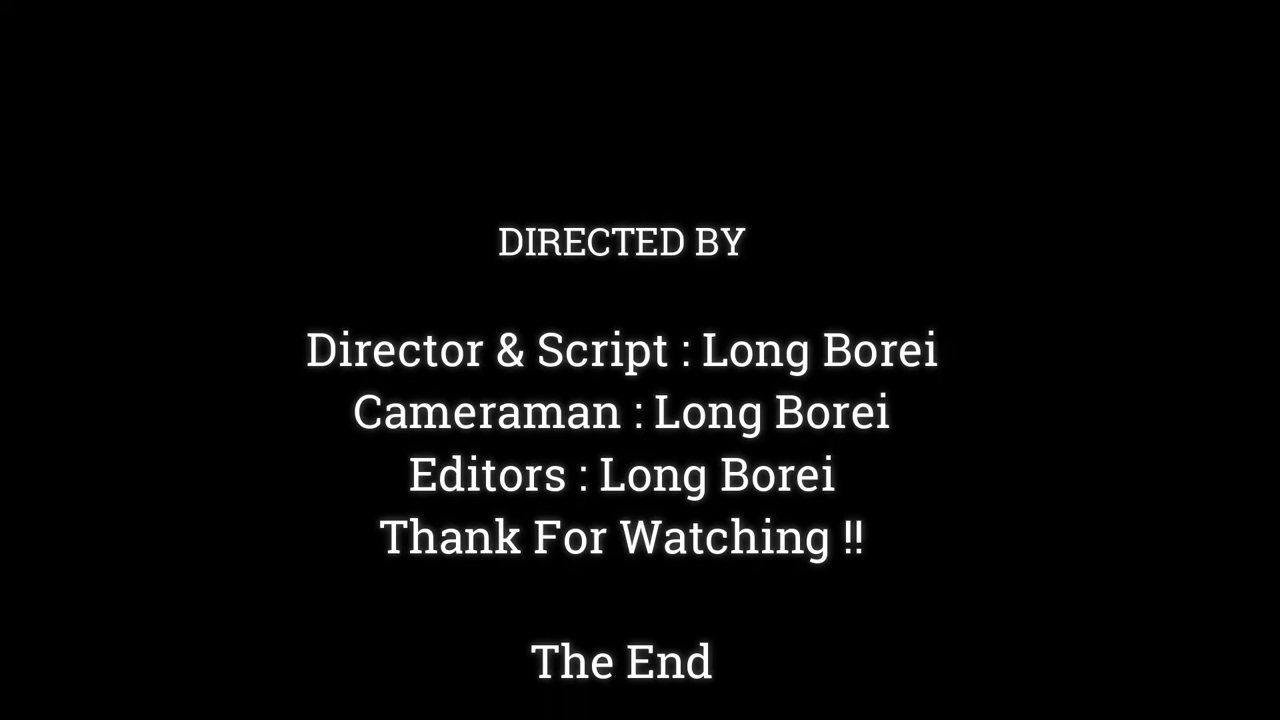 DIRECTED BY
Director & Script : Long Borei
Cameraman : Long Borei
Editors : Long Borei
Thank For Watching !!
The End